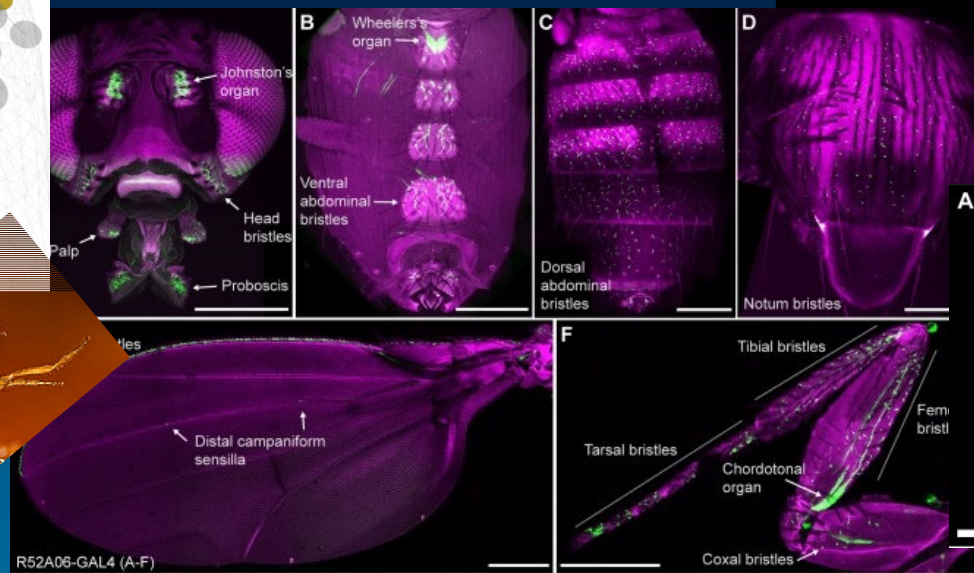 Johnston's
organ
Head
bristles
Palp
Proboscis
B
Wheelers's
organ
Ventral
abdominal
bristles
C
Dorsal
abdominal
bristles
D
Notum bristles
A
Distal campaniform
sensilla
R52A06-GAL4 (A-F)
F
Tibial bristles
Tarsal bristles
Chordotonal
organ
Coxal bristles